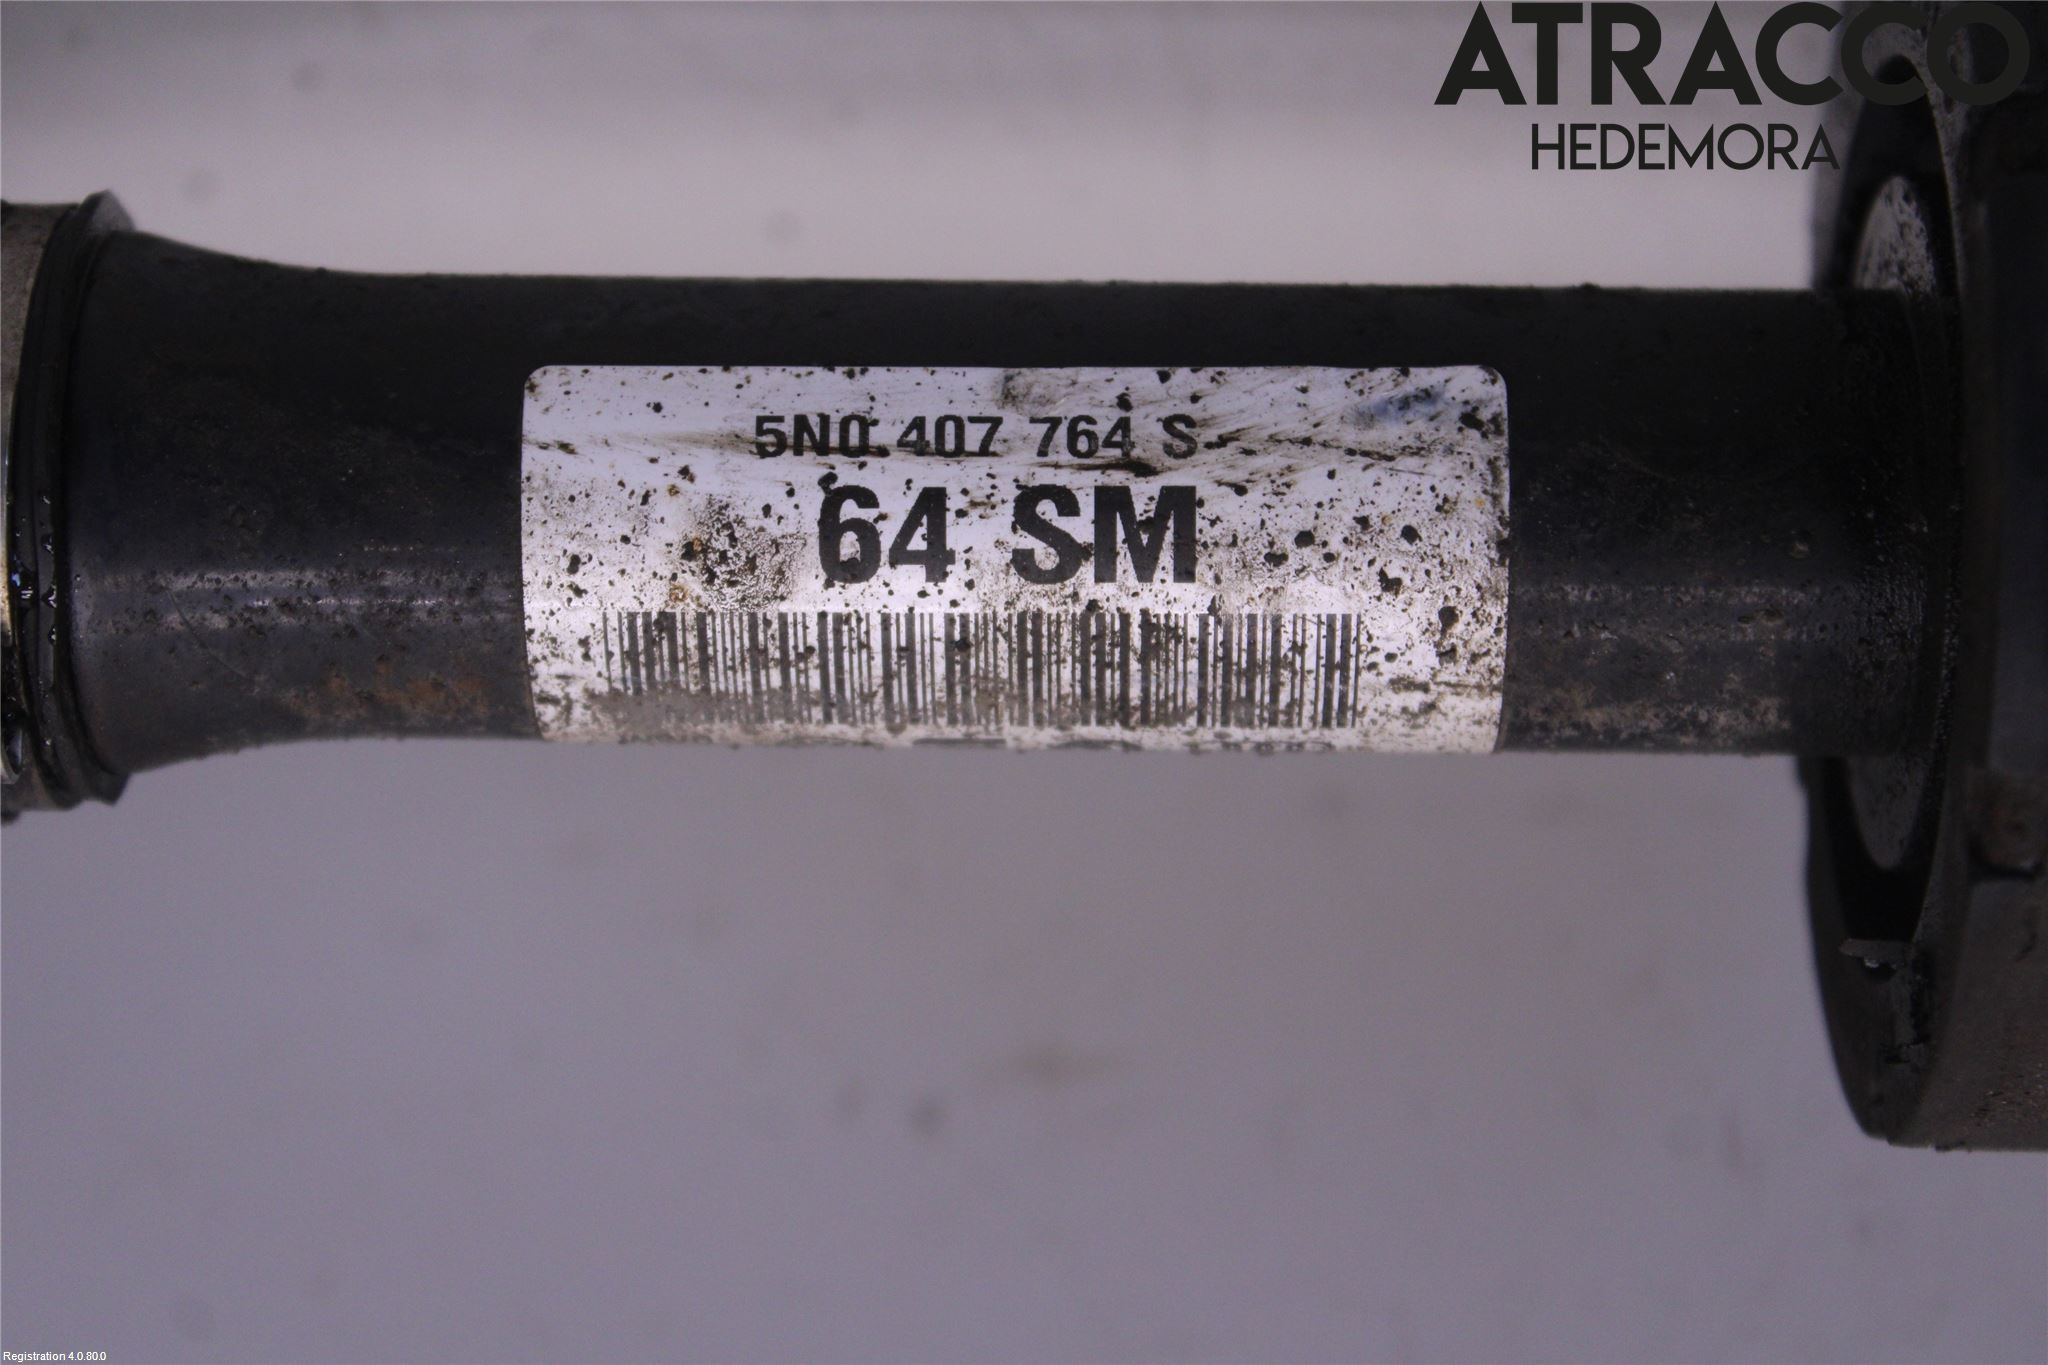 ATRACCO
HEDEMORA
5N0 407 764 S
64 SM
Registration 4.0.80.0